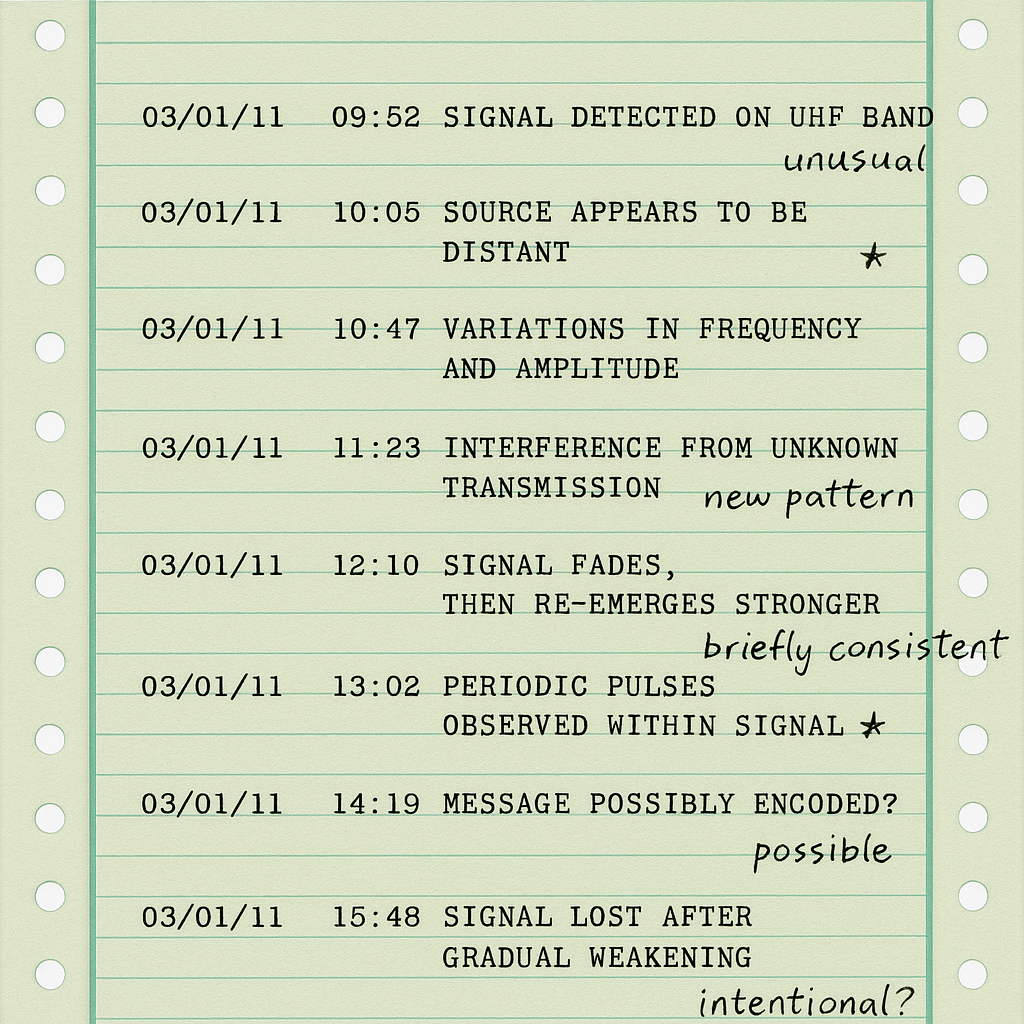 03/01/11 09:52 SIGNAL DETECTED ON UHF BAND
unusual
03/01/11 10:05 SOURCE APPEARS TO BE
DISTANT ★
03/01/11 10:47 VARIATIONS IN FREQUENCY
AND AMPLITUDE
03/01/11 11:23 INTERFERENCE FROM UNKNOWN
TRANSMISSION new pattern
03/01/11 12:10 SIGNAL FADES,
THEN RE-EMERGES STRONGER
briefly consistent
03/01/11 13:02 PERIODIC PULSES
OBSERVED WITHIN SIGNAL ★
03/01/11 14:19 MESSAGE POSSIBLY ENCODED?
possible
03/01/11 15:48 SIGNAL LOST AFTER
GRADUAL WEAKENING
intentional?